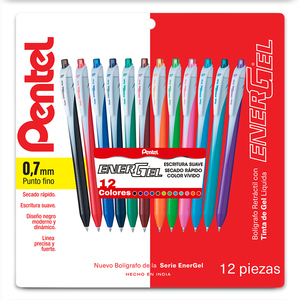 Pentel
0,7mm
Punto fino
Secado rápido.
Escritura suave.
Diseño negro
moderno y
dinámico.
Línea
precisa y
fuerte.
Pentel
ENERGEL
ESCRITURA SUAVE
SECADO RÁPIDO
COLOR VÍVIDO
12
Colores
ENERGEL
Bolígrafo Retráctil con
Tinta de Gel Líquida
Nuevo Bolígrafo de la Serie EnerGel
HECHO EN INDIA
12 piezas